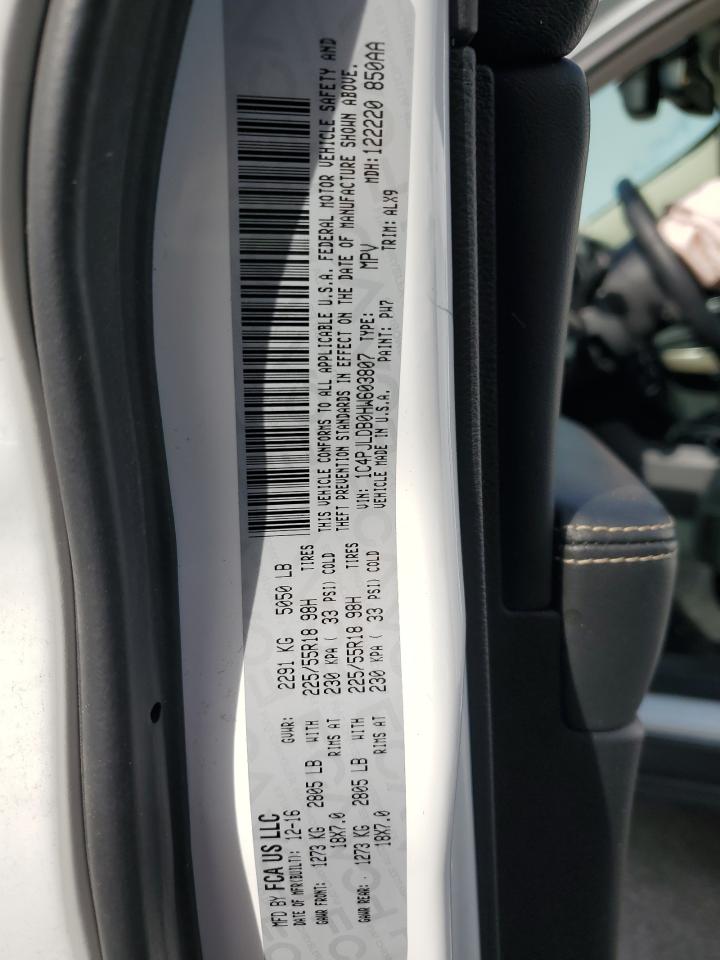 MFD BY FCA US LLC
DATE OF MFR(BUILT): 12-16 GVWR: 2291 KG 5050 LB
GAWR FRONT: 1273 KG 2805 LB WITH 225/55R18 98H TIRES
18X7.0 RIMS AT 230 KPA ( 33 PSI) COLD
GAWR REAR: 1273 KG 2805 LB WITH 225/55R18 98H TIRES
18X7.0 RIMS AT 230 KPA ( 33 PSI) COLD
THIS VEHICLE CONFORMS TO ALL APPLICABLE U.S.A. FEDERAL MOTOR VEHICLE SAFETY AND
THEFT PREVENTION STANDARDS IN EFFECT ON THE DATE OF MANUFACTURE SHOWN ABOVE.
VIN: 1C4PJLDB0HW603807 TYPE: MPV MDH: 122220 850AA
VEHICLE MADE IN U.S.A. PAINT: PW7 TRIM: ALX9